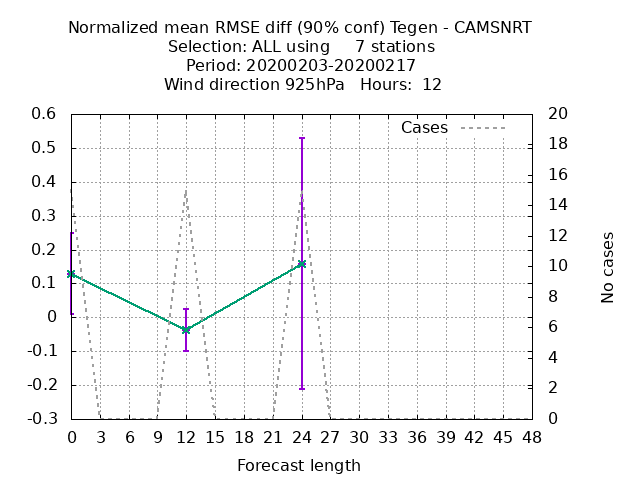 Normalized mean RMSE diff (90% conf) Tegen - CAMSNRT
Selection: ALL using     7 stations
Period: 20200203-20200217
Wind direction 925hPa   Hours:  12
Cases
0.6
0.5
0.4
0.3
0.2
0.1
0
-0.1
-0.2
-0.3
20
18
16
14
12
10
8
6
4
2
0
No cases
0 3 6 9 12 15 18 21 24 27 30 33 36 39 42 45 48
Forecast length